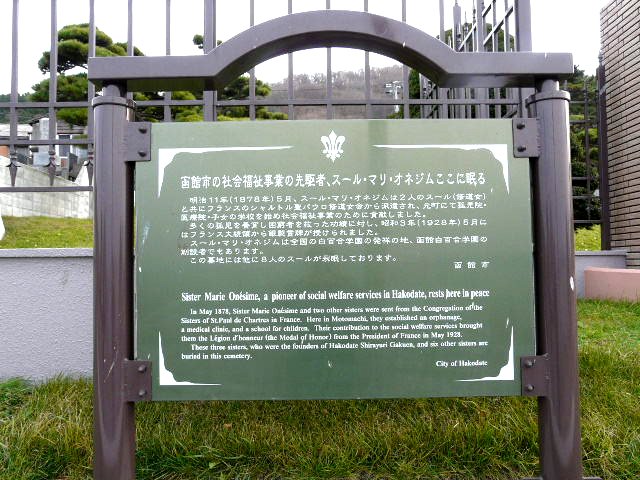 函館市の社会福祉事業の先駆者、スール・マリ・オネジムここに眠る
明治11年(1878年)5月、スール・マリ・オネジムは2人のスール(修道女)
と共にフランスのシャルトル聖パウロ修道女会から派遣され、元町にて孤児院・
医療院・子女の学校を始め社会福祉事業のために貢献しました。
多くの孤児を養育し困窮者を救った功績に対し、昭和3年(1928年)5月に
はフランス大統領から勲章が授けられました。
スール・マリ・オネジムは全国の白百合学園の発祥の地、函館白百合学園の
創設者でもあります。
この墓地には他に8人のスールが永眠しております。
函館市
Sister Marie Onésime, a pioneer of social welfare services in Hakodate, rests here in peace
In May 1878, Sister Marie Onésime and two other sisters were sent from the Congregation of the
Sisters of St.Paul de Chartres in France. Here in Motomachi, they established an orphanage,
a medical clinic, and a school for children. Their contribution to the social welfare services brought
them the Légion d'honneur (the Medal of Honor) from the President of France in May 1928.
These three sisters, who were the founders of Hakodate Shirayuri Gakuen, and six other sisters are
buried in this cemetery.
City of Hakodate